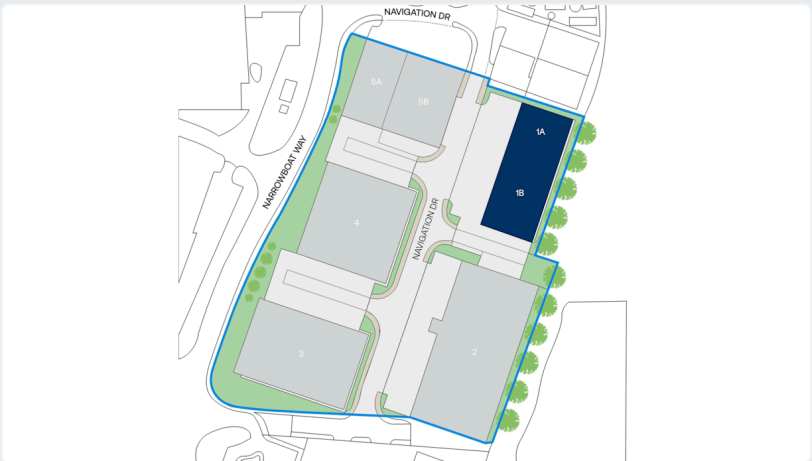 NAVIGATION DR
5A
5B
1A
1B
NARROWBOAT WAY
4
NAVIGATION DR
3
2